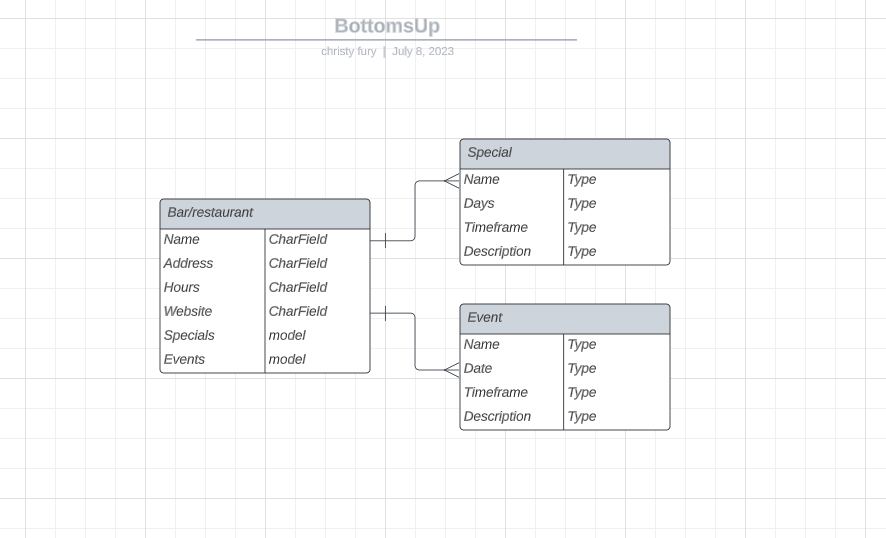 BottomsUp
christy fury | July 8, 2023
Special
Name Type
Days Type
Timeframe Type
Description Type
Bar/restaurant
Name CharField
Address CharField
Hours CharField
Website CharField
Specials model
Events model
Event
Name Type
Date Type
Timeframe Type
Description Type